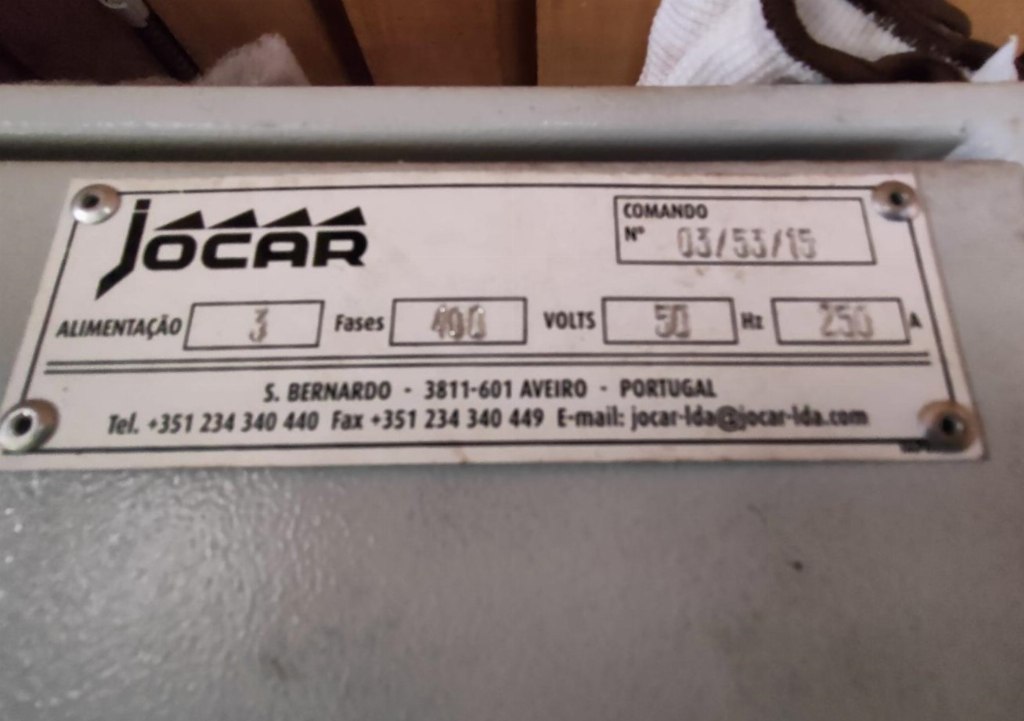 JOCAR
COMANDO
Nº 03/53/15
ALIMENTAÇÃO 3 Fases 400 VOLTS 50 Hz 250 A
S. BERNARDO - 3811-601 AVEIRO - PORTUGAL
Tel. +351 234 340 440 Fax +351 234 340 449 E-mail: jocar-lda@jocar-lda.com